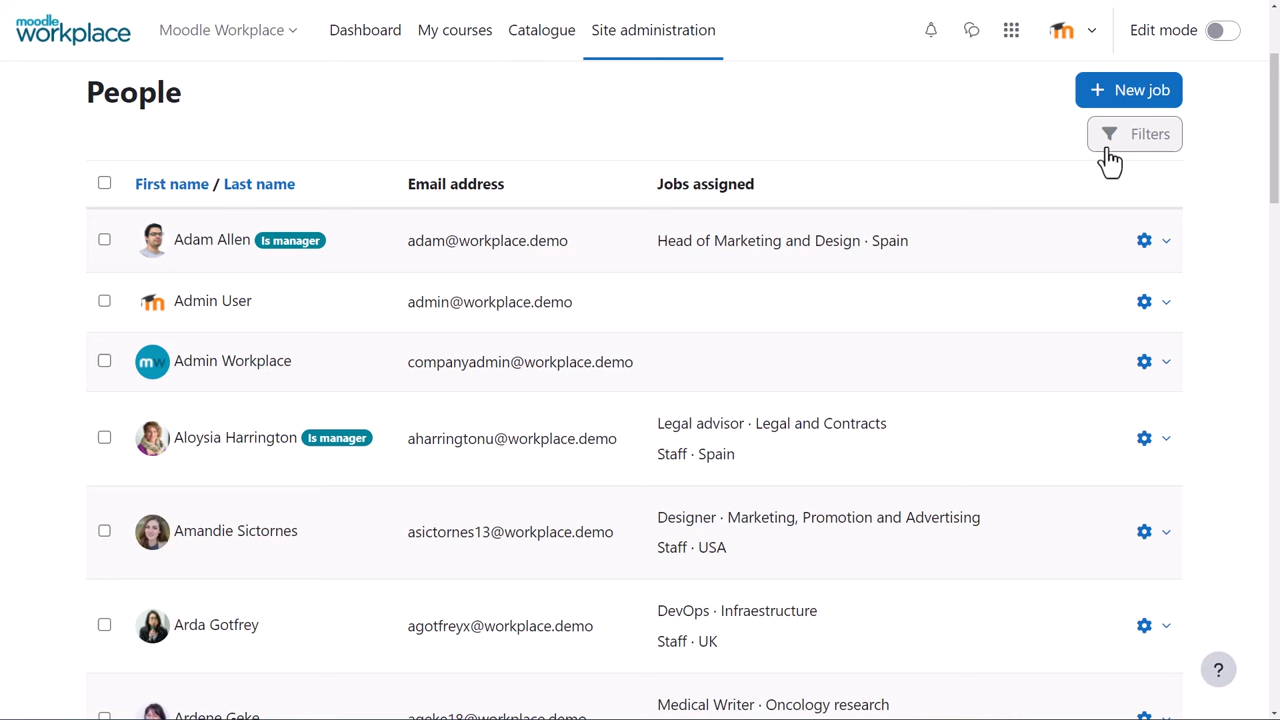 moodle
workplace
Moodle Workplace
Dashboard
My courses
Catalogue
Site administration
Edit mode
People
New job
Filters
First name / Last name
Email address
Jobs assigned
Adam Allen Is manager
adam@workplace.demo
Head of Marketing and Design · Spain
Admin User
admin@workplace.demo
mw
Admin Workplace
companyadmin@workplace.demo
Aloysia Harrington Is manager
aharringtonu@workplace.demo
Legal advisor · Legal and Contracts
Staff · Spain
Amandie Sictornes
asictornes13@workplace.demo
Designer · Marketing, Promotion and Advertising
Staff · USA
Arda Gotfrey
agotfreyx@workplace.demo
DevOps · Infraestructure
Staff · UK
?
Ardene Geke
ageke18@workplace.demo
Medical Writer · Oncology research